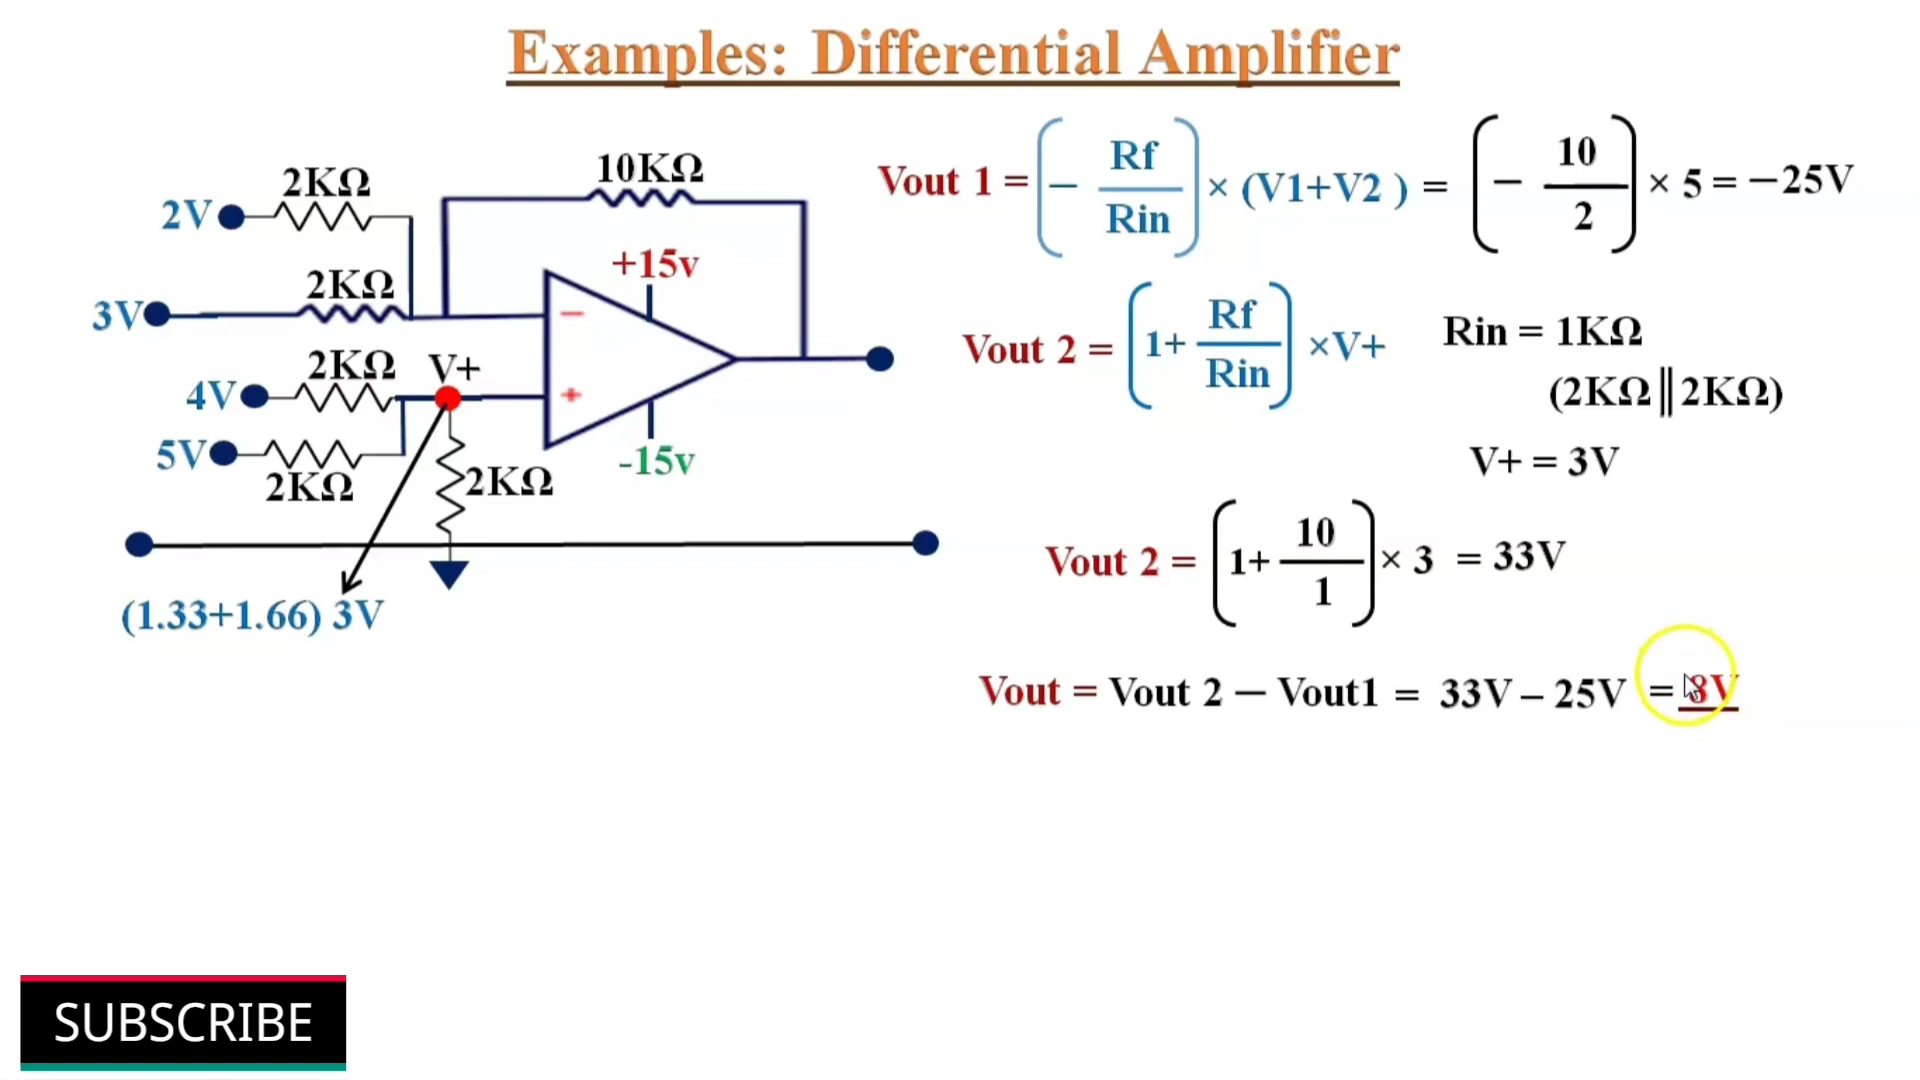 Examples: Differential Amplifier
2V
2KΩ
10KΩ
3V
2KΩ
+15v
−
4V
2KΩ
V+
+
5V
2KΩ
2KΩ
-15v
(1.33+1.66) 3V
Vout 1 = ( − Rf / Rin ) × (V1+V2 ) = ( − 10 / 2 ) × 5 = −25V
Vout 2 = ( 1+ Rf / Rin ) ×V+
Rin = 1KΩ
(2KΩ || 2KΩ)
V+ = 3V
Vout 2 = ( 1+ 10 / 1 ) × 3 = 33V
Vout = Vout 2 − Vout1 = 33V – 25V = 8V
SUBSCRIBE